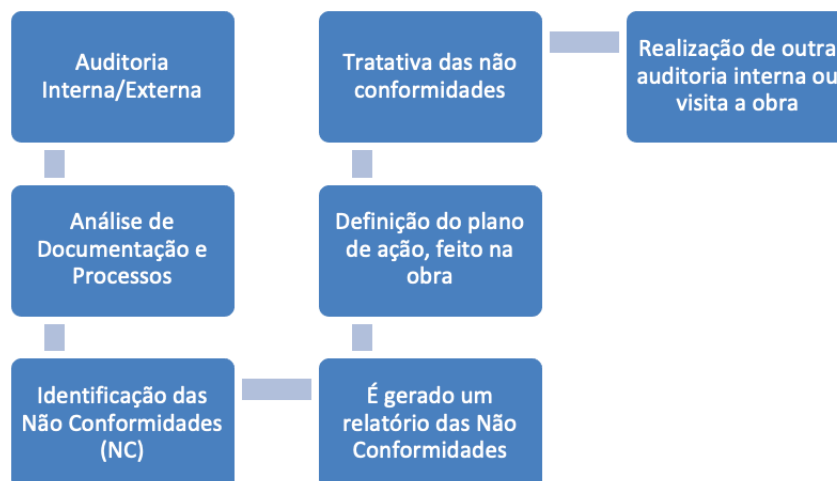 Auditoria
Interna/Externa
Análise de
Documentação e
Processos
Identificação das
Não Conformidades
(NC)
É gerado um
relatório das Não
Conformidades
Definição do plano
de ação, feito na
obra
Tratativa das não
conformidades
Realização de outra
auditoria interna ou
visita a obra